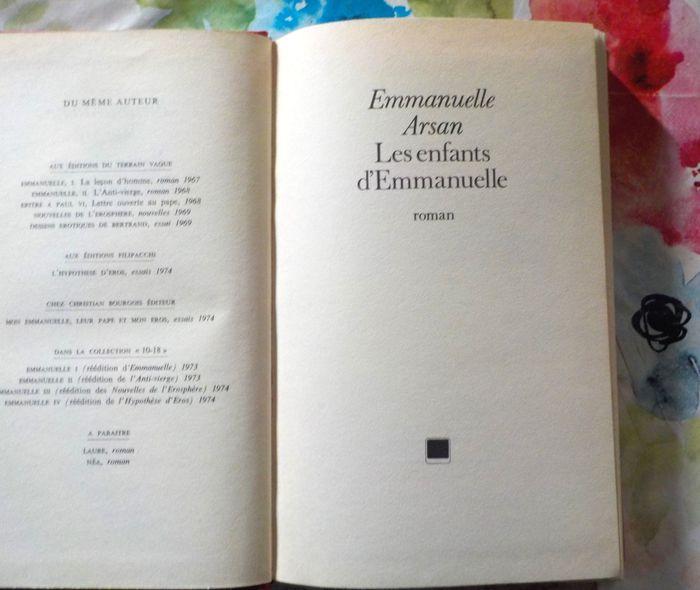 DU MÊME AUTEUR
AUX ÉDITIONS DU TERRAIN VAGUE
EMMANUELLE, I. La leçon d'homme, roman 1967
EMMANUELLE, II. L'Anti-vierge, roman 1968
EPITRE A PAUL VI, Lettre ouverte au pape, 1968
NOUVELLES DE L'EROSPHÈRE, nouvelles 1969
DESSINS EROTIQUES DE BERTRAND, essai 1969
AUX ÉDITIONS FILIPACCHI
L'HYPOTHÈSE D'EROS, essais 1974
CHEZ CHRISTIAN BOURGOIS ÉDITEUR
MON EMMANUELLE, LEUR PAPE ET MON EROS, essais 1974
DANS LA COLLECTION « 10-18 »
EMMANUELLE I (réédition d'Emmanuelle) 1973
EMMANUELLE II (réédition de l'Anti-vierge) 1973
EMMANUELLE III (réédition des Nouvelles de l'Erosphère) 1974
EMMANUELLE IV (réédition de l'Hypothèse d'Eros) 1974
A PARAITRE
LAURE, roman
NÉA, roman
Emmanuelle
Arsan
Les enfants
d'Emmanuelle
roman